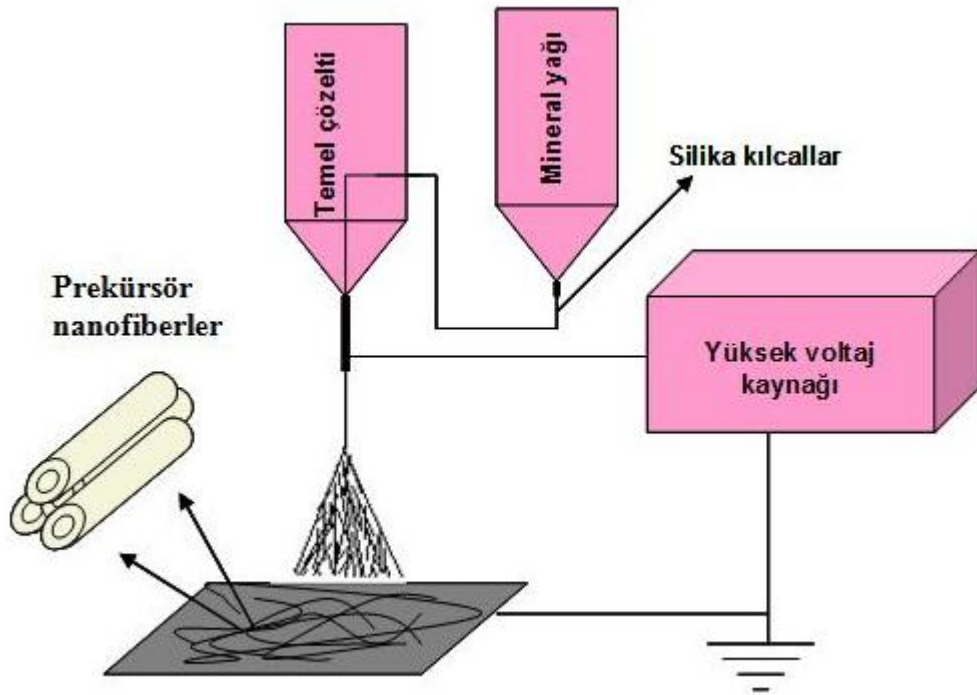 Temel çözelti
Mineral yağı
Silika kılcallar
Prekürsör
nanofiberler
Yüksek voltaj
kaynağı